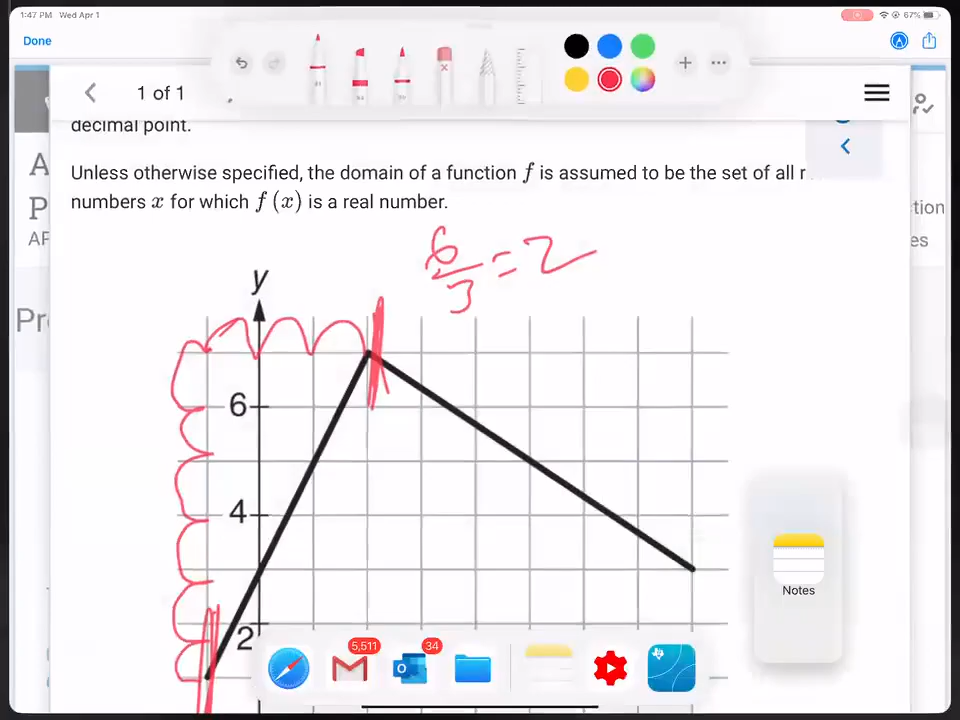 1:47 PM Wed Apr 1
67%
Done
1 of 1
decimal point.
Unless otherwise specified, the domain of a function f is assumed to be the set of all r
numbers x for which f (x) is a real number.
A
P
AP
Pr
tion
es
6/3 = 2
y
6
4
2
Notes
5,511
34